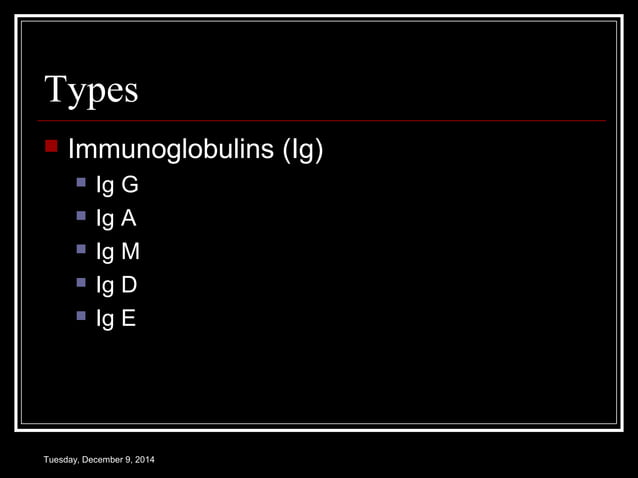 Types
Immunoglobulins (Ig)
Ig G
Ig A
Ig M
Ig D
Ig E
Tuesday, December 9, 2014